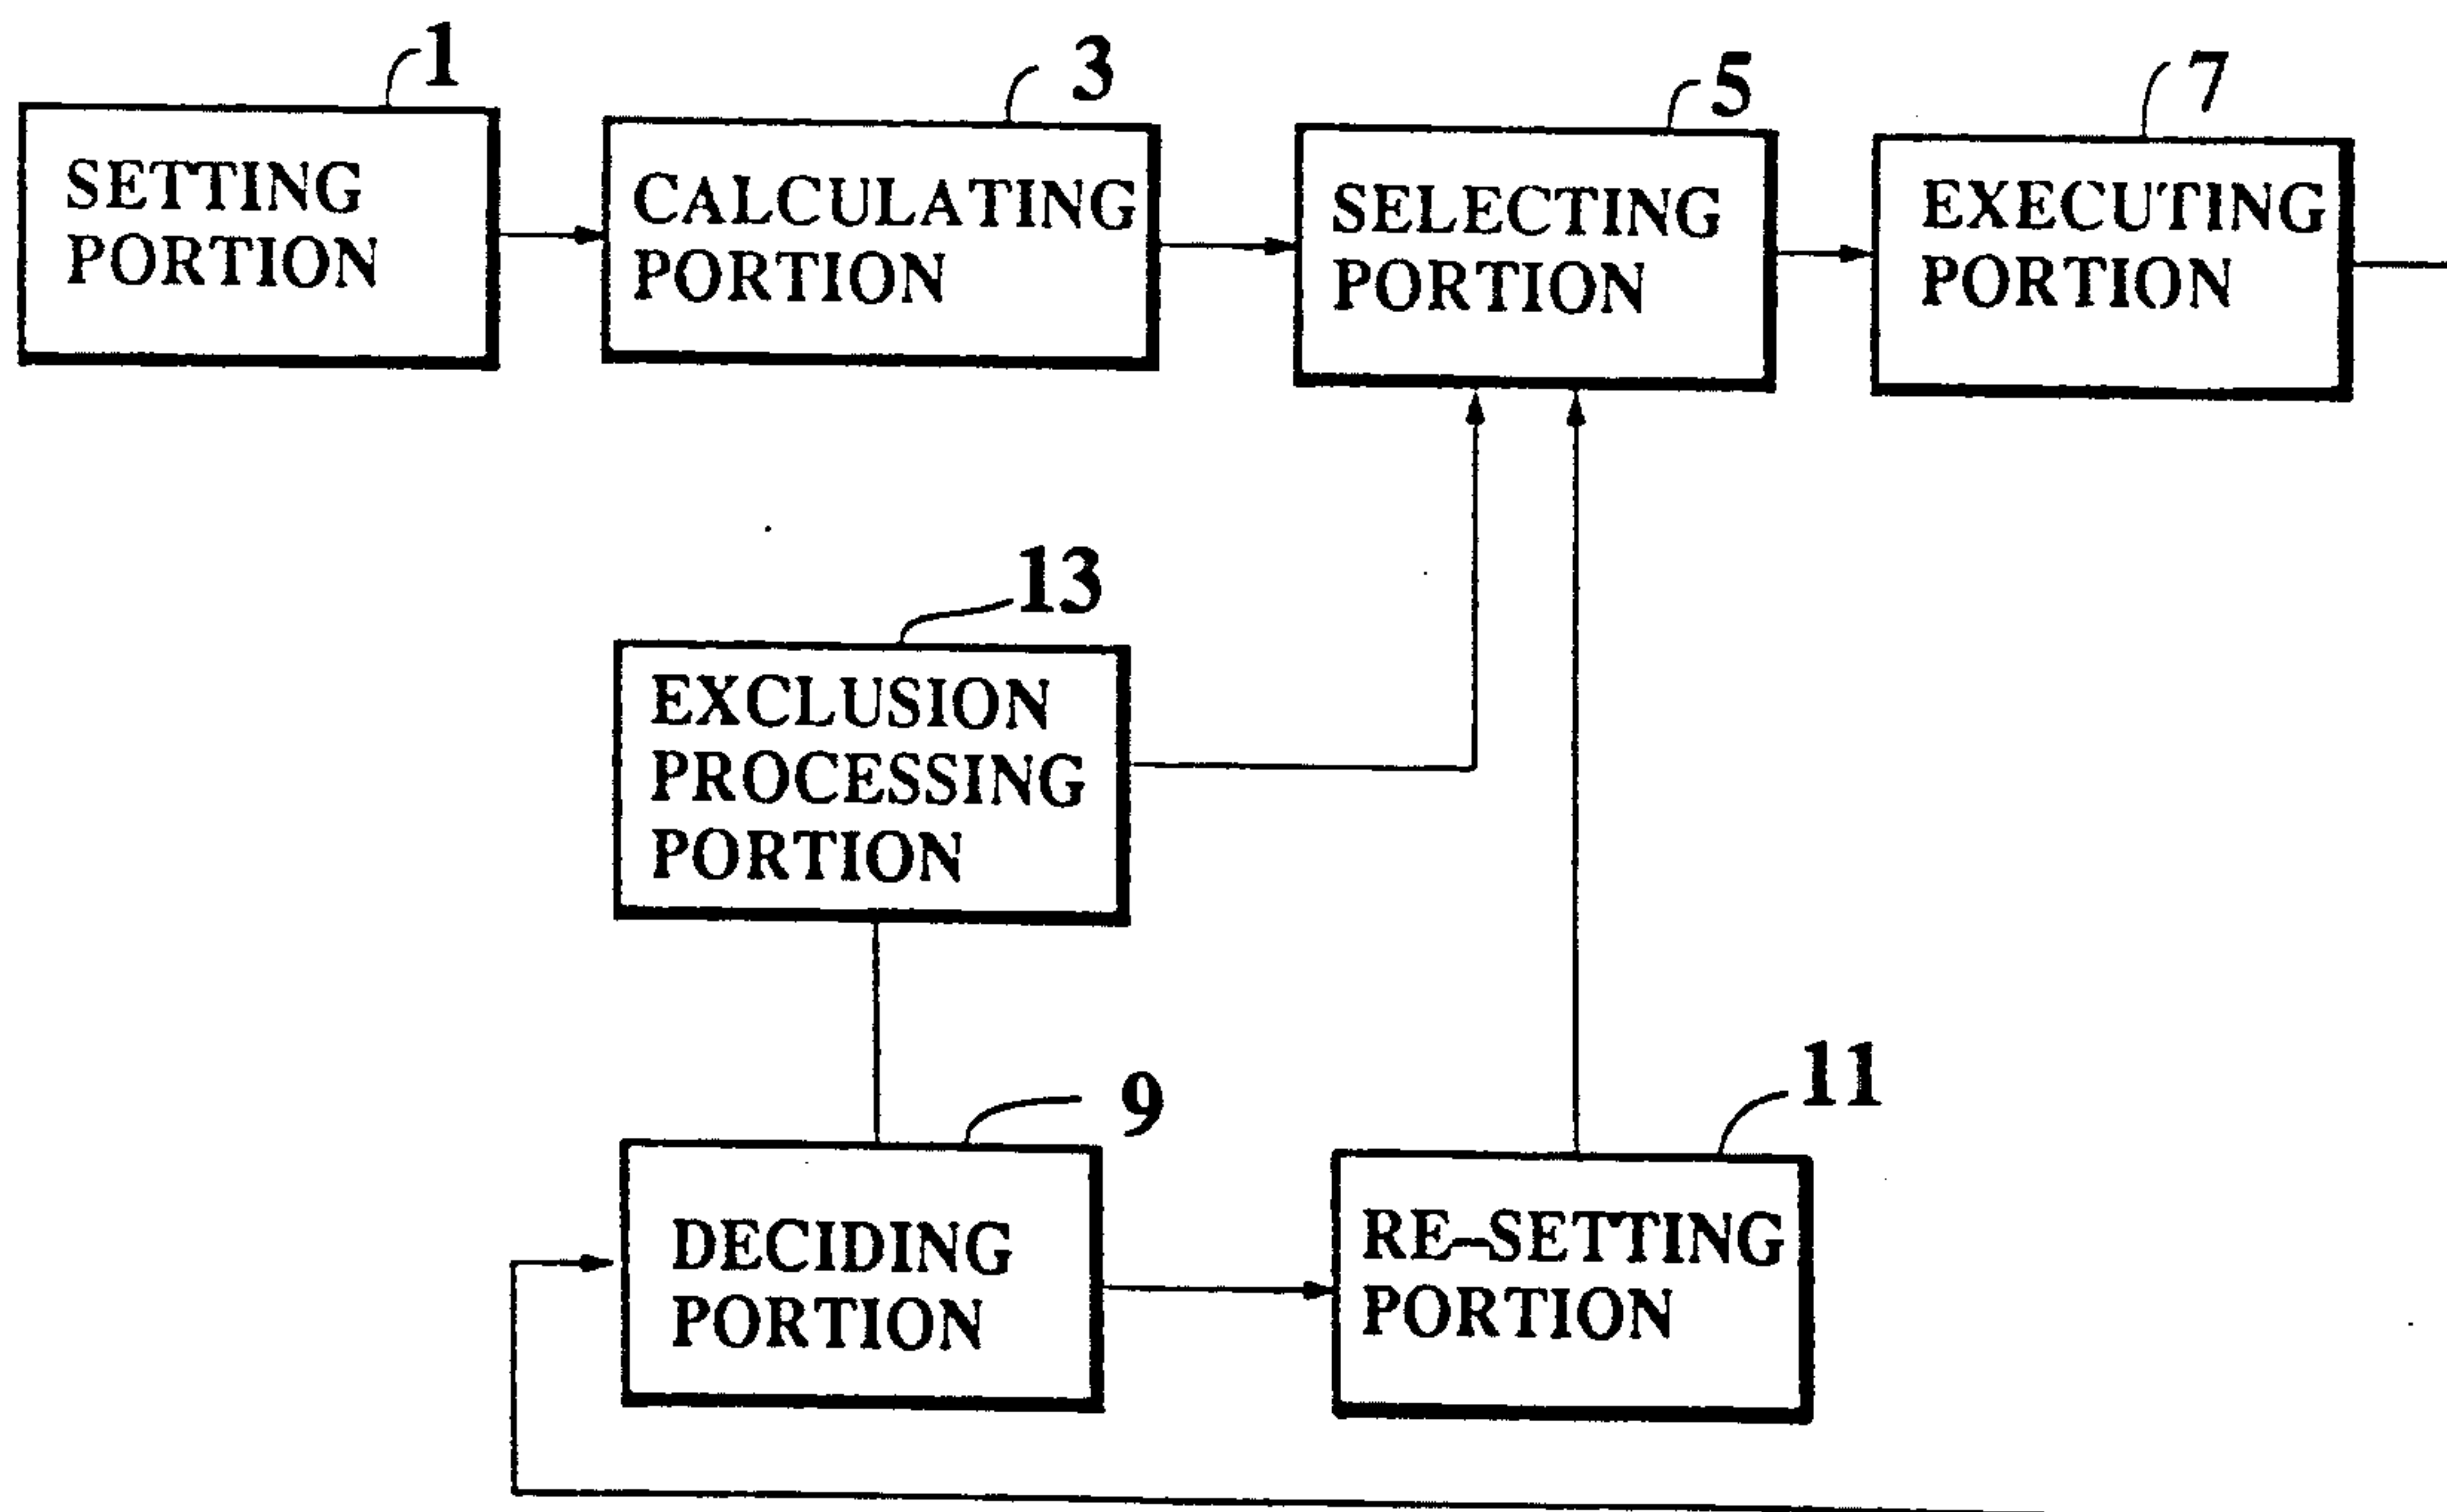 1
3
5
7
SETTING
PORTION
CALCULATING
PORTION
SELECTING
PORTION
EXECUTING
PORTION
13
EXCLUSION
PROCESSING
PORTION
9
11
DECIDING
PORTION
RE-SETTING
PORTION